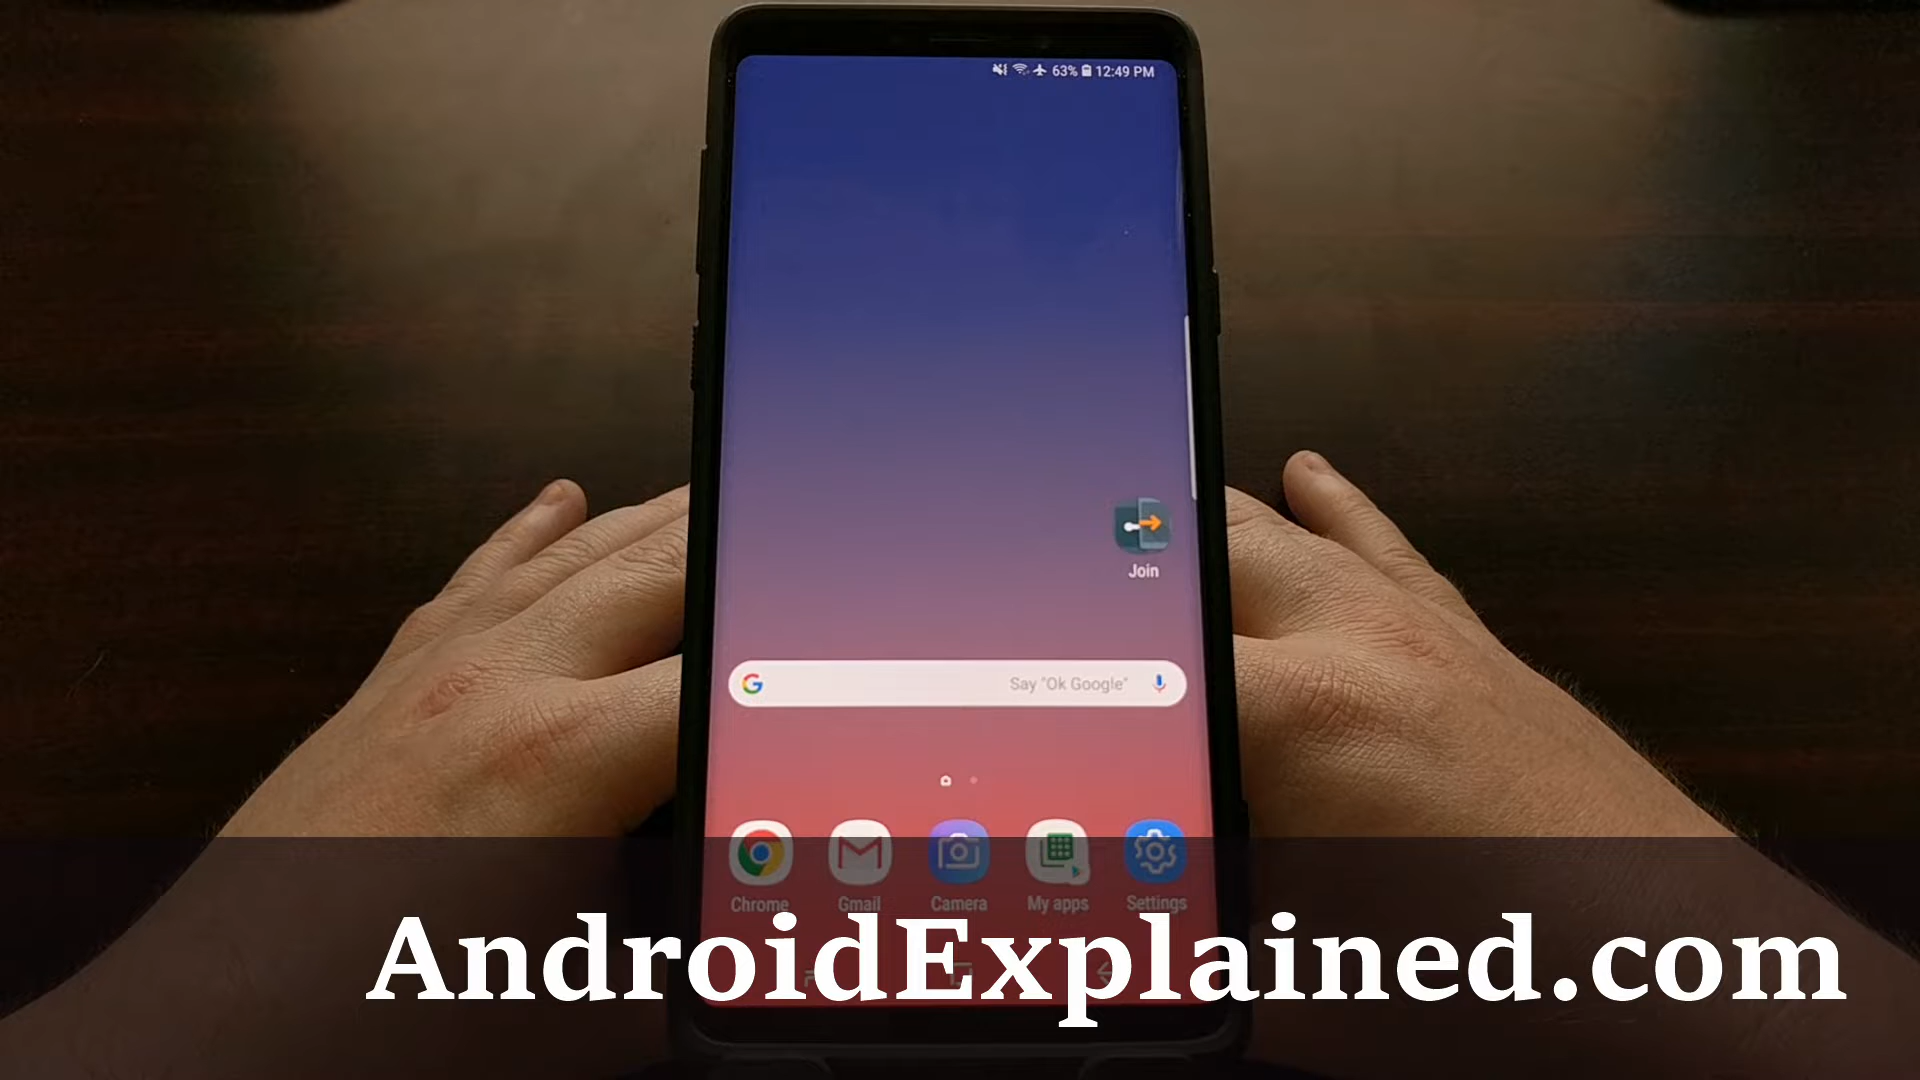 63% 12:49 PM
Join
G Say "Ok Google"
Chrome Gmail Camera My apps Settings
AndroidExplained.com